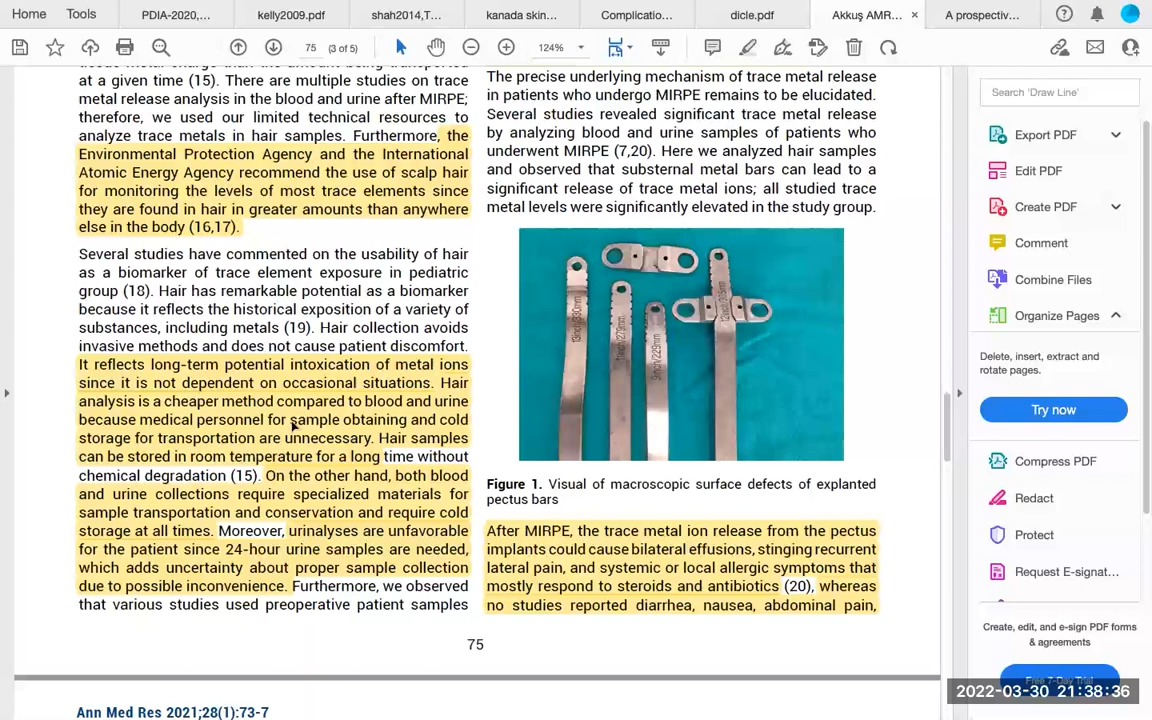 Home
Tools
PDIA-2020,...
kelly2009.pdf
shah2014,T...
kanada skin...
Complicatio...
dicle.pdf
Akkuş AMR...
A prospectiv...
75
(3 of 5)
124%
at a given time (15). There are multiple studies on trace
metal release analysis in the blood and urine after MIRPE;
therefore, we used our limited technical resources to
analyze trace metals in hair samples. Furthermore, the
Environmental Protection Agency and the International
Atomic Energy Agency recommend the use of scalp hair
for monitoring the levels of most trace elements since
they are found in hair in greater amounts than anywhere
else in the body (16,17).
Several studies have commented on the usability of hair
as a biomarker of trace element exposure in pediatric
group (18). Hair has remarkable potential as a biomarker
because it reflects the historical exposition of a variety of
substances, including metals (19). Hair collection avoids
invasive methods and does not cause patient discomfort.
It reflects long-term potential intoxication of metal ions
since it is not dependent on occasional situations. Hair
analysis is a cheaper method compared to blood and urine
because medical personnel for sample obtaining and cold
storage for transportation are unnecessary. Hair samples
can be stored in room temperature for a long time without
chemical degradation (15). On the other hand, both blood
and urine collections require specialized materials for
sample transportation and conservation and require cold
storage at all times. Moreover, urinalyses are unfavorable
for the patient since 24-hour urine samples are needed,
which adds uncertainty about proper sample collection
due to possible inconvenience. Furthermore, we observed
that various studies used preoperative patient samples
The precise underlying mechanism of trace metal release
in patients who undergo MIRPE remains to be elucidated.
Several studies revealed significant trace metal release
by analyzing blood and urine samples of patients who
underwent MIRPE (7,20). Here we analyzed hair samples
and observed that substernal metal bars can lead to a
significant release of trace metal ions; all studied trace
metal levels were significantly elevated in the study group.
13inch/330mm
11inch/279mm
9inch/229mm
Figure 1. Visual of macroscopic surface defects of explanted
pectus bars
After MIRPE, the trace metal ion release from the pectus
implants could cause bilateral effusions, stinging recurrent
lateral pain, and systemic or local allergic symptoms that
mostly respond to steroids and antibiotics (20), whereas
no studies reported diarrhea, nausea, abdominal pain,
75
Ann Med Res 2021;28(1):73-7
Search 'Draw Line'
Export PDF
Edit PDF
Create PDF
Comment
Combine Files
Organize Pages
Delete, insert, extract and
rotate pages.
Try now
Compress PDF
Redact
Protect
Request E-signat...
Create, edit, and e-sign PDF forms
& agreements
Free 7-Day Trial
2022-03-30 21:38:36